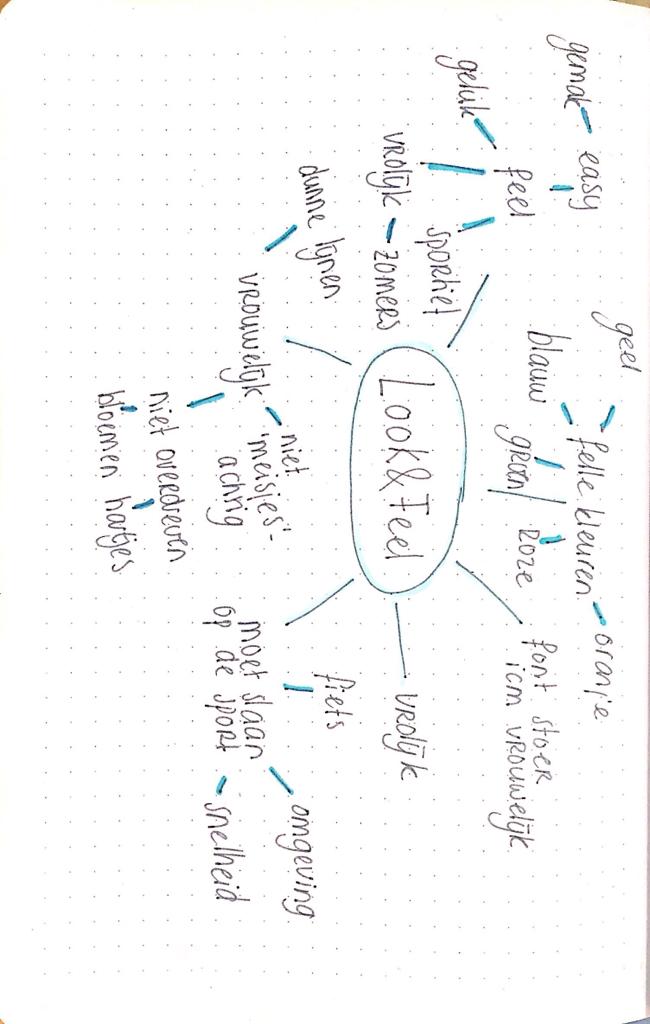 geel
felle kleuren
oranje
blauw
groen
roze
gemak
easy
feel
geluk
sportief
vrolijk
zomers
font stoer
icm vrouwelijk
Look&Feel
vrolijk
dunne lijnen
vrouwelijk
niet
'meisjes'-
achtig
niet overdreven
bloemen
hartjes
fiets
moet slaan
op de sport
omgeving
snelheid